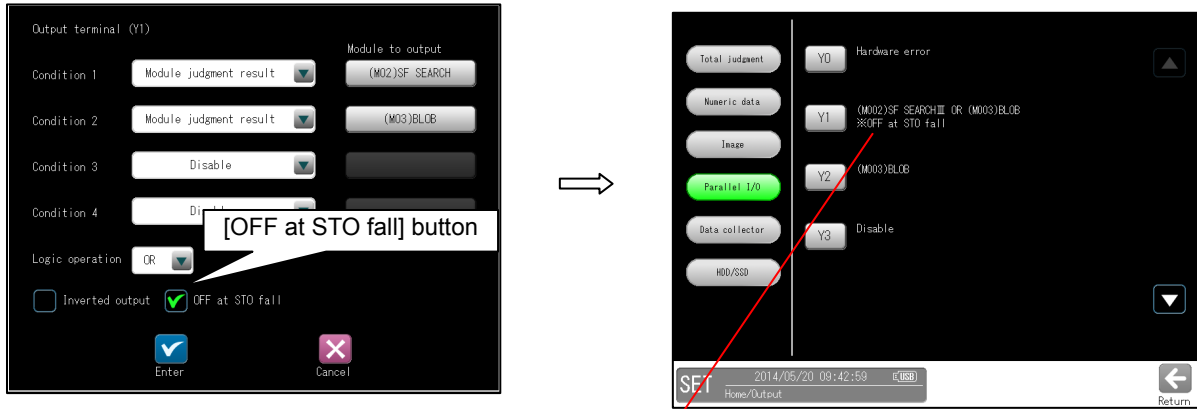 Output terminal (Y1)
Module to output
Condition 1 Module judgment result (M02)SF SEARCH
Condition 2 Module judgment result (M03)BLOB
Condition 3 Disable
Condition 4
[OFF at STO fall] button
Logic operation OR
Inverted output OFF at STO fall
Enter Cancel
Total judgment
Numeric data
Image
Parallel I/O
Data collector
HDD/SSD
Y0 Hardware error
Y1 (M002)SF SEARCHⅢ OR (M003)BLOB
※OFF at STO fall
Y2 (M003)BLOB
Y3 Disable
SET 2014/05/20 09:42:59 E(USB)
Home/Output
Return